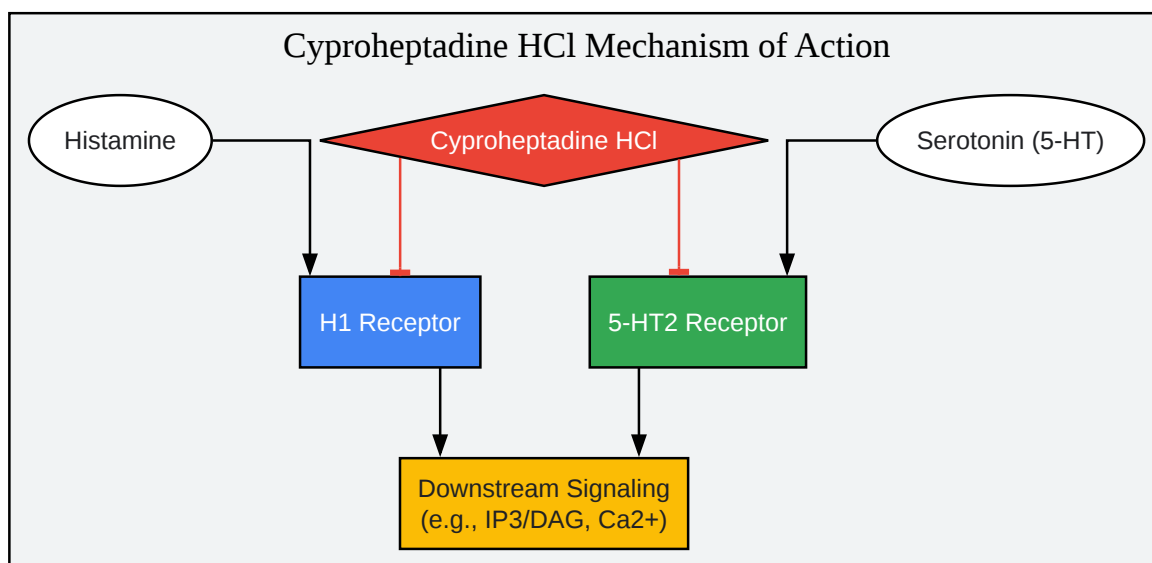 Cyproheptadine HCl Mechanism of Action
Histamine
Cyproheptadine HCl
Serotonin (5-HT)
H1 Receptor
5-HT2 Receptor
Downstream Signaling
(e.g., IP3/DAG, Ca2+)